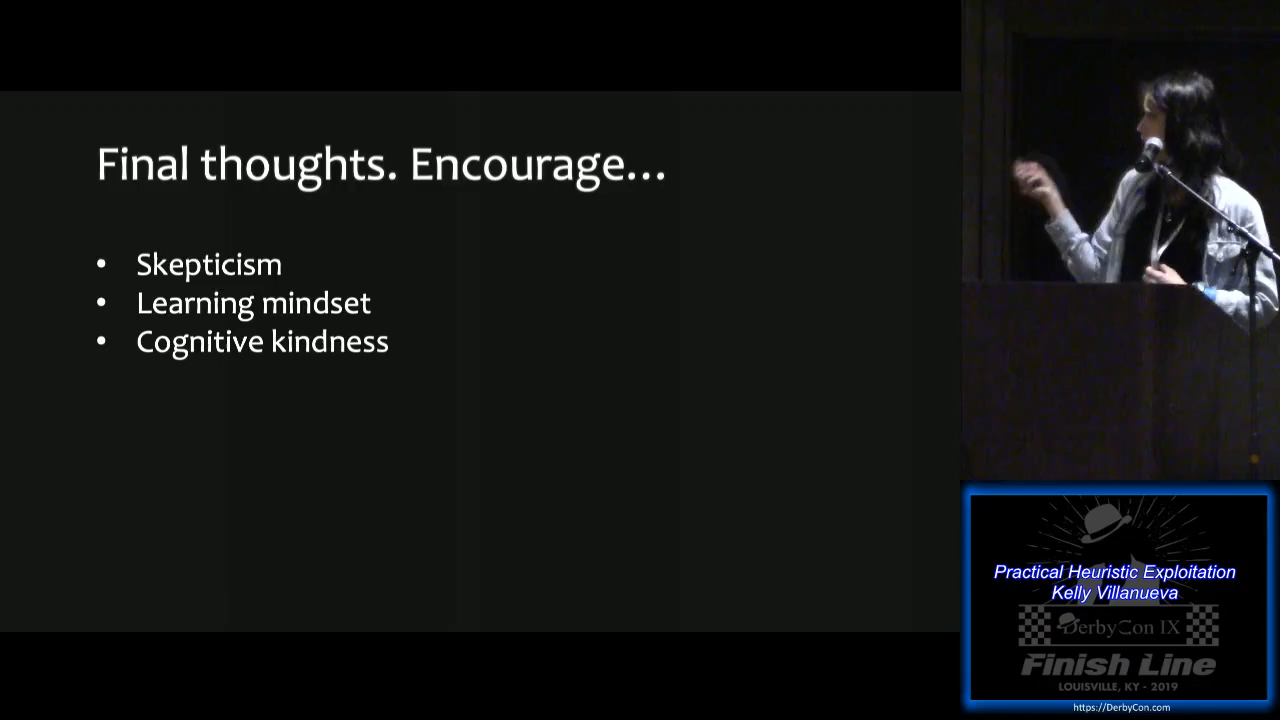 Final thoughts. Encourage...
• Skepticism
• Learning mindset
• Cognitive kindness
Practical Heuristic Exploitation
Kelly Villanueva
DerbyCon IX
Finish Line
LOUISVILLE, KY - 2019
https://DerbyCon.com